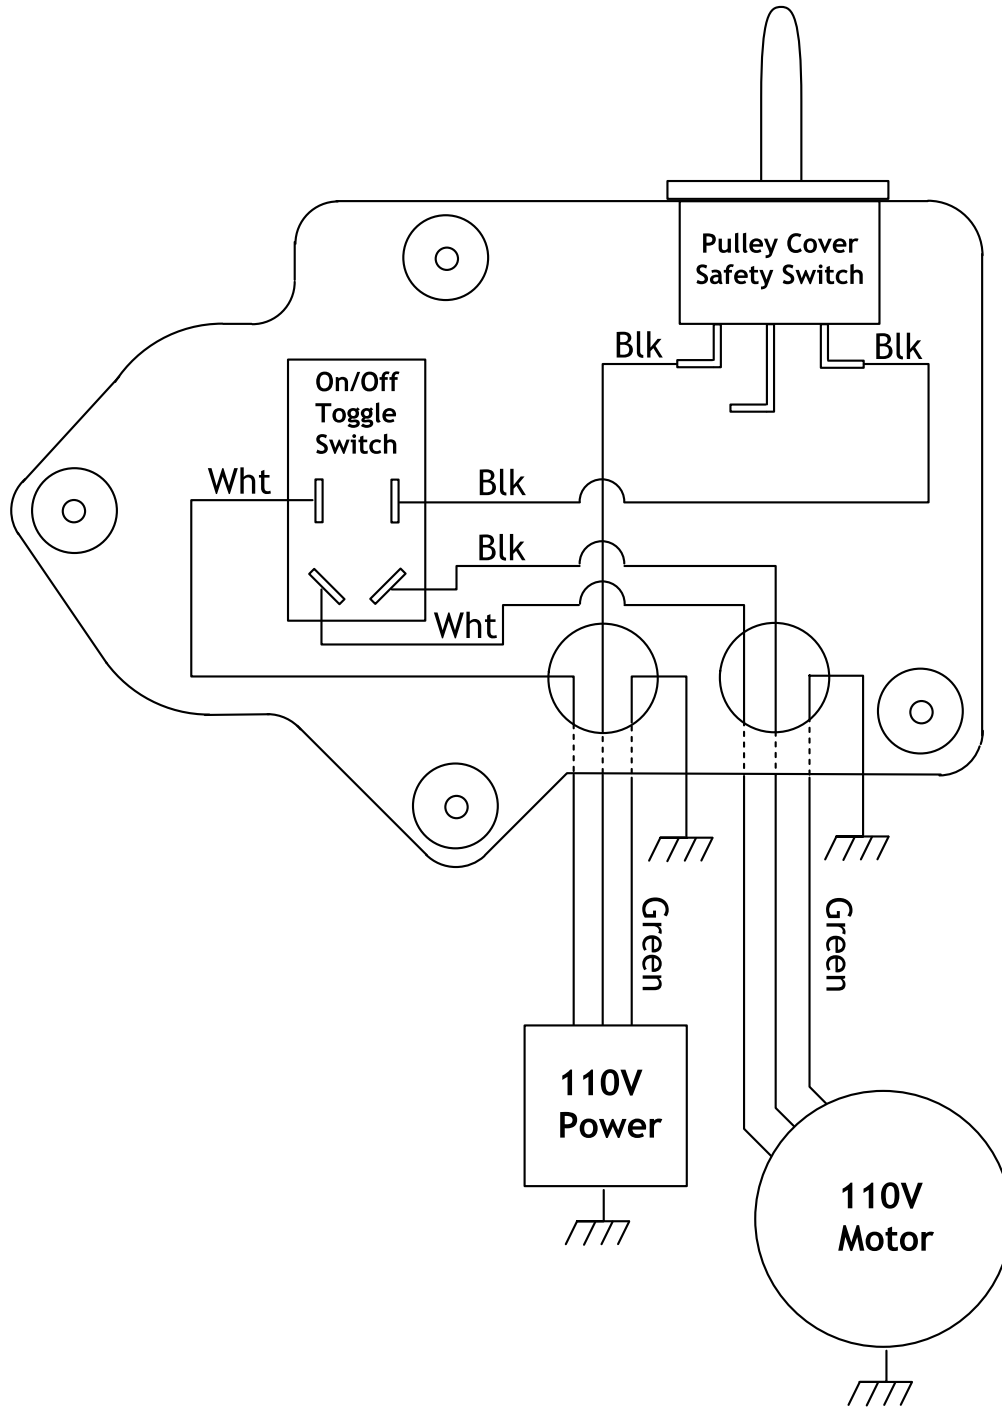 Pulley Cover
Safety Switch
Blk
Blk
On/Off
Toggle
Switch
Wht
Blk
Blk
Wht
Green
Green
110V
Power
110V
Motor